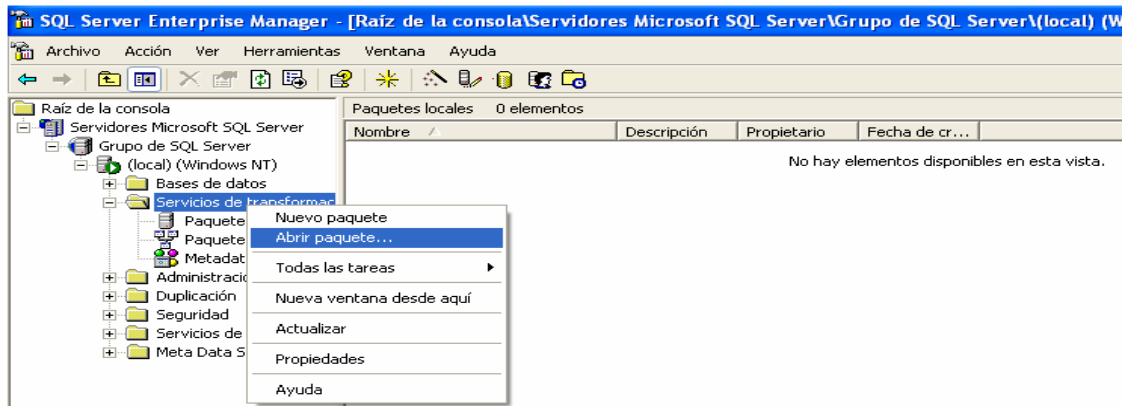 SQL Server Enterprise Manager - [Raíz de la consola\Servidores Microsoft SQL Server\Grupo de SQL Server\(local) (W
Archivo Acción Ver Herramientas Ventana Ayuda
Raíz de la consola
Servidores Microsoft SQL Server
Grupo de SQL Server
(local) (Windows NT)
Bases de datos
Servicios de transformac
Paquete
Paquete
Metadat
Administració
Duplicación
Seguridad
Servicios de
Meta Data S
Nuevo paquete
Abrir paquete...
Todas las tareas
Nueva ventana desde aquí
Actualizar
Propiedades
Ayuda
Paquetes locales 0 elementos
Nombre Descripción Propietario Fecha de cr...
No hay elementos disponibles en esta vista.